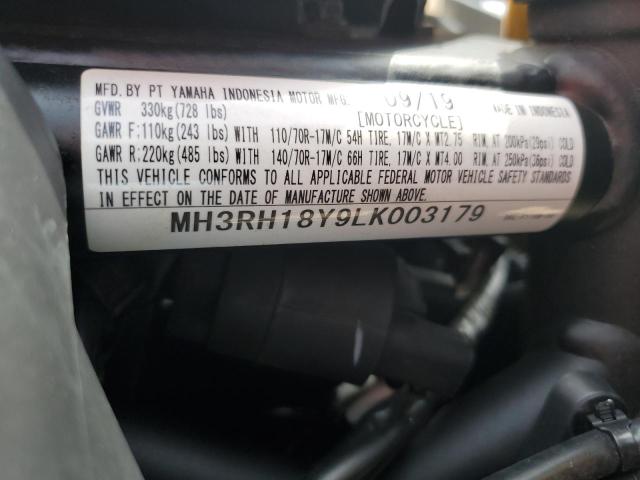 MFD. BY PT YAMAHA INDONESIA MOTOR MFG. 09/19 MADE IN INDONESIA
GVWR 330kg(728 lbs) [MOTORCYCLE]
GAWR F:110kg(243 lbs)WITH 110/70R-17M/C 54H TIRE, 17M/C X MT2.75 RIM, AT 200kPa(29psi) COLD
GAWR R:220kg(485 lbs)WITH 140/70R-17M/C 66H TIRE, 17M/C X MT4.00 RIM, AT 250kPa(36psi) COLD
THIS VEHICLE CONFORMS TO ALL APPLICABLE FEDERAL MOTOR VEHICLE SAFETY STANDARDS
IN EFFECT ON THE DATE OF MANUFACTURE SHOWN ABOVE.
MH3RH18Y9LK003179